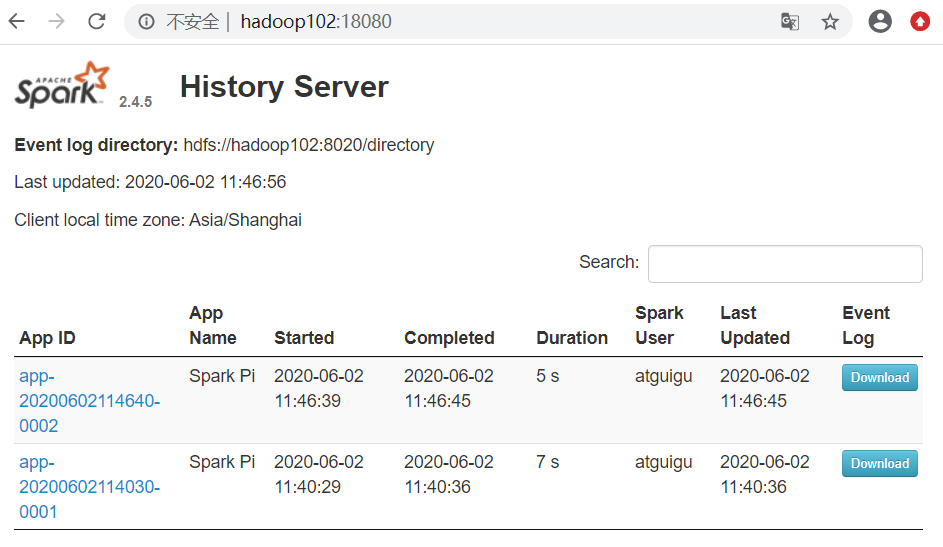 不安全 | hadoop102:18080
APACHE
Spark 2.4.5 History Server
Event log directory: hdfs://hadoop102:8020/directory
Last updated: 2020-06-02 11:46:56
Client local time zone: Asia/Shanghai
Search:
App ID App Name Started Completed Duration Spark User Last Updated Event Log
app-20200602114640-0002 Spark Pi 2020-06-02 11:46:39 2020-06-02 11:46:45 5 s atguigu 2020-06-02 11:46:45 Download
app-20200602114030-0001 Spark Pi 2020-06-02 11:40:29 2020-06-02 11:40:36 7 s atguigu 2020-06-02 11:40:36 Download